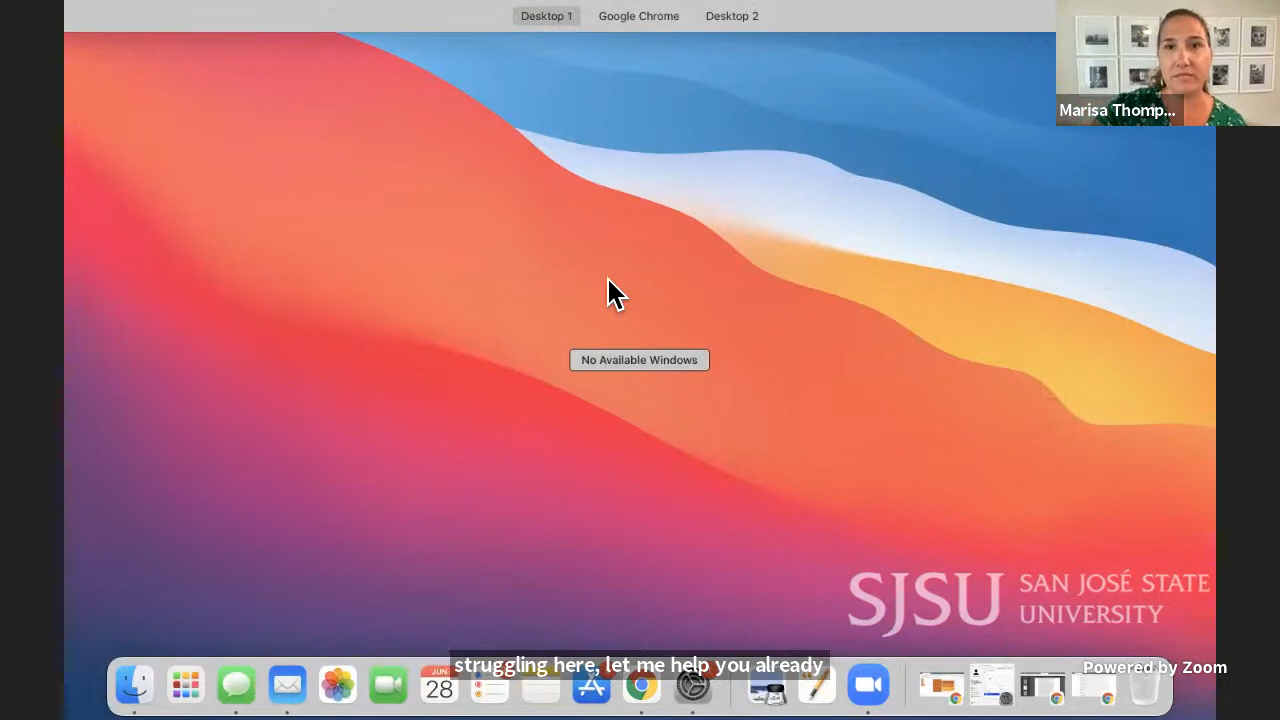 Desktop 1
Google Chrome
Desktop 2
Marisa Thomp...
No Available Windows
SJSU
SAN JOSÉ STATE
UNIVERSITY
struggling here, let me help you already
JUN
28
Powered by Zoom